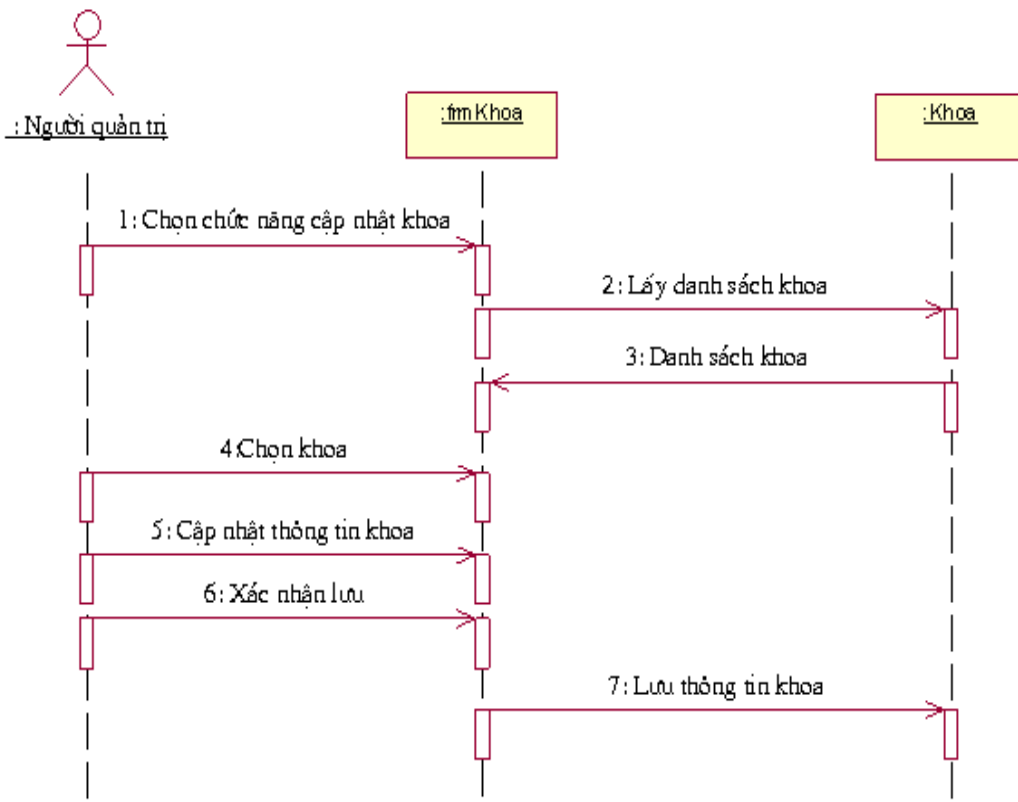 : Người quản trị
:frmKhoa
:Khoa
1: Chọn chức năng cập nhật khoa
2: Lấy danh sách khoa
3: Danh sách khoa
4:Chọn khoa
5: Cập nhật thông tin khoa
6: Xác nhận lưu
7: Lưu thông tin khoa